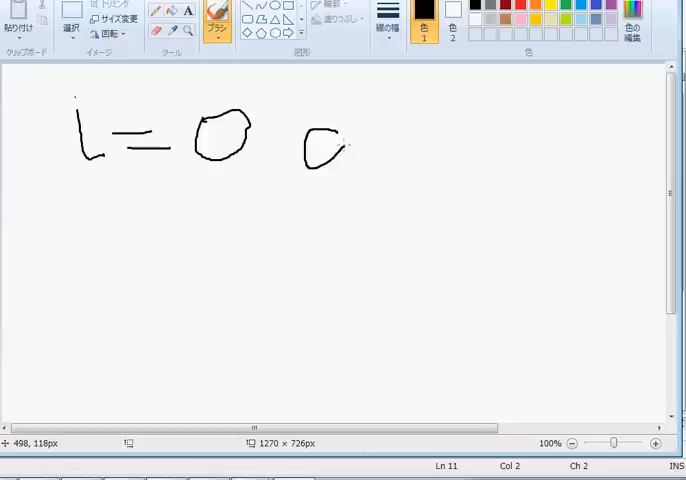 トリミング
貼り付け 選択 サイズ変更 ブラシ 輪郭 塗りつぶし 線の幅 色 1 色 2 色の編集
回転
クリップボード イメージ ツール 図形 色
i = 0
498, 118px 1270 × 726px 100%
Ln 11 Col 2 Ch 2 INS